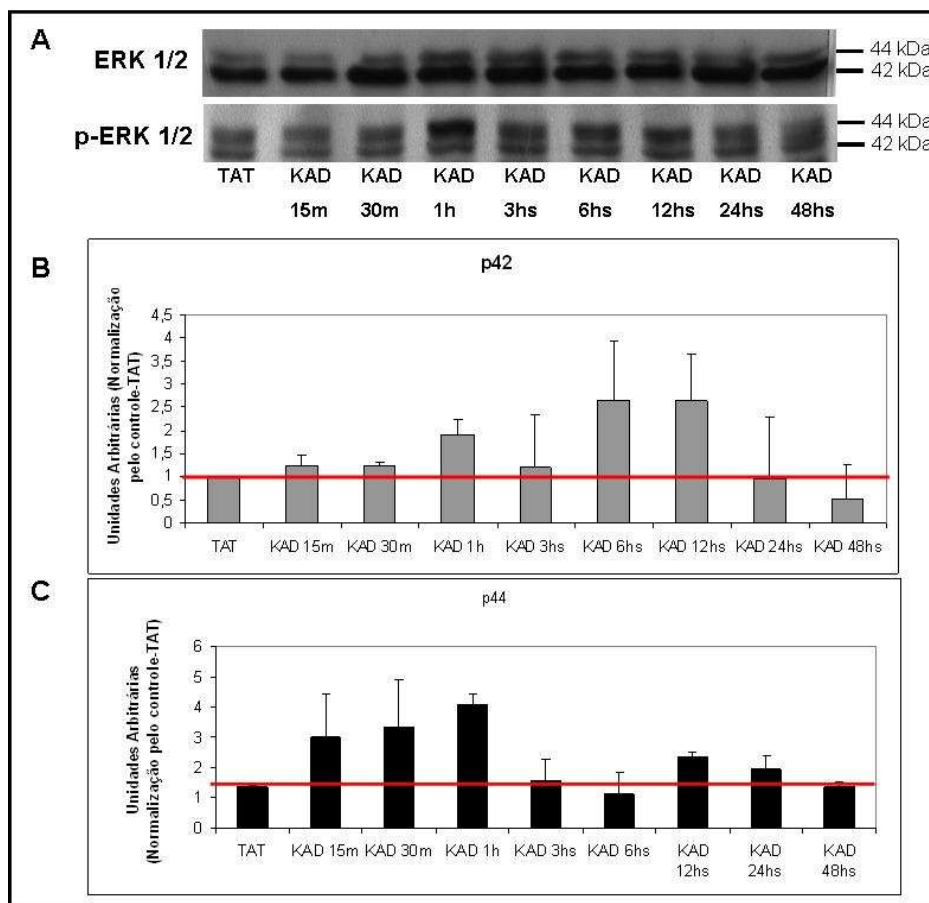 A
ERK 1/2
44 kDa
42 kDa
p-ERK 1/2
44 kDa
42 kDa
TAT KAD KAD KAD KAD KAD KAD KAD KAD
15m 30m 1h 3hs 6hs 12hs 24hs 48hs
B
p42
Unidades Arbitrárias (Normalização
pelo controle-TAT)
4,5
4
3,5
3
2,5
2
1,5
1
0,5
0
TAT KAD 15m KAD 30m KAD 1h KAD 3hs KAD 6hs KAD 12hs KAD 24hs KAD 48hs
C
p44
Unidades Arbitrárias
(Normalização pelo controle-TAT)
6
5
4
3
2
1
0
TAT KAD 15m KAD 30m KAD 1h KAD 3hs KAD 6hs KAD KAD KAD
12hs 24hs 48hs